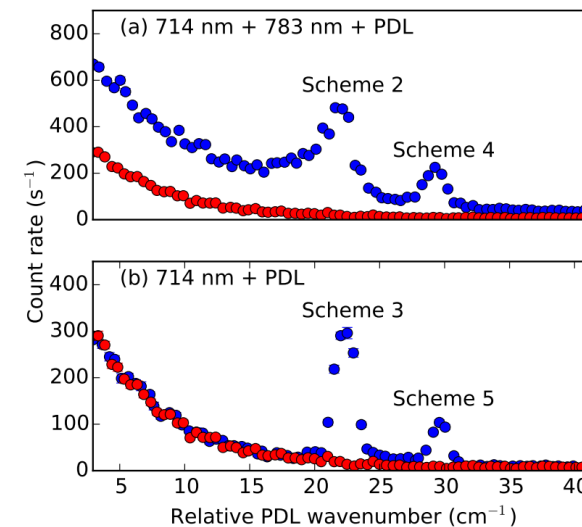 800
(a) 714 nm + 783 nm + PDL
600
Scheme 2
400
Scheme 4
200
0
Count rate (s⁻¹)
(b) 714 nm + PDL
400
Scheme 3
300
200
Scheme 5
100
0
5 10 15 20 25 30 35 40
Relative PDL wavenumber (cm⁻¹)